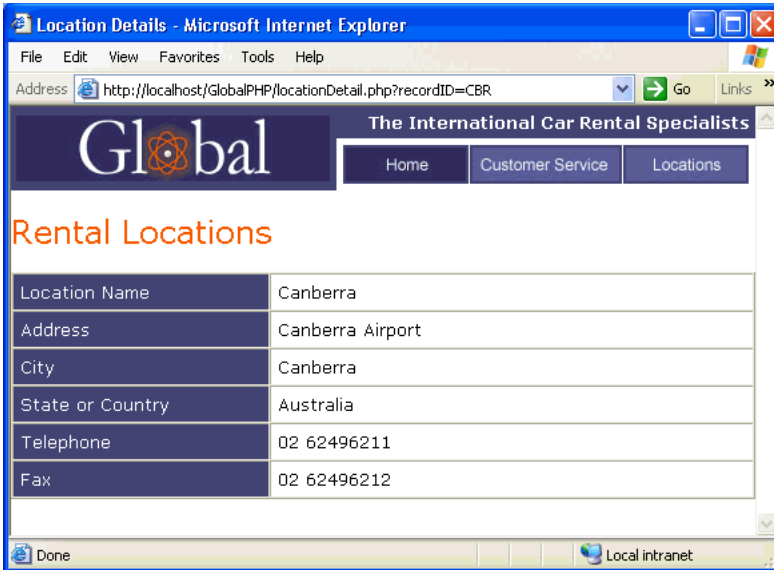 Location Details - Microsoft Internet Explorer
File Edit View Favorites Tools Help
Address http://localhost/GlobalPHP/locationDetail.php?recordID=CBR Go Links »
Global
The International Car Rental Specialists
Home Customer Service Locations
Rental Locations
Location Name Canberra
Address Canberra Airport
City Canberra
State or Country Australia
Telephone 02 62496211
Fax 02 62496212
Done Local intranet